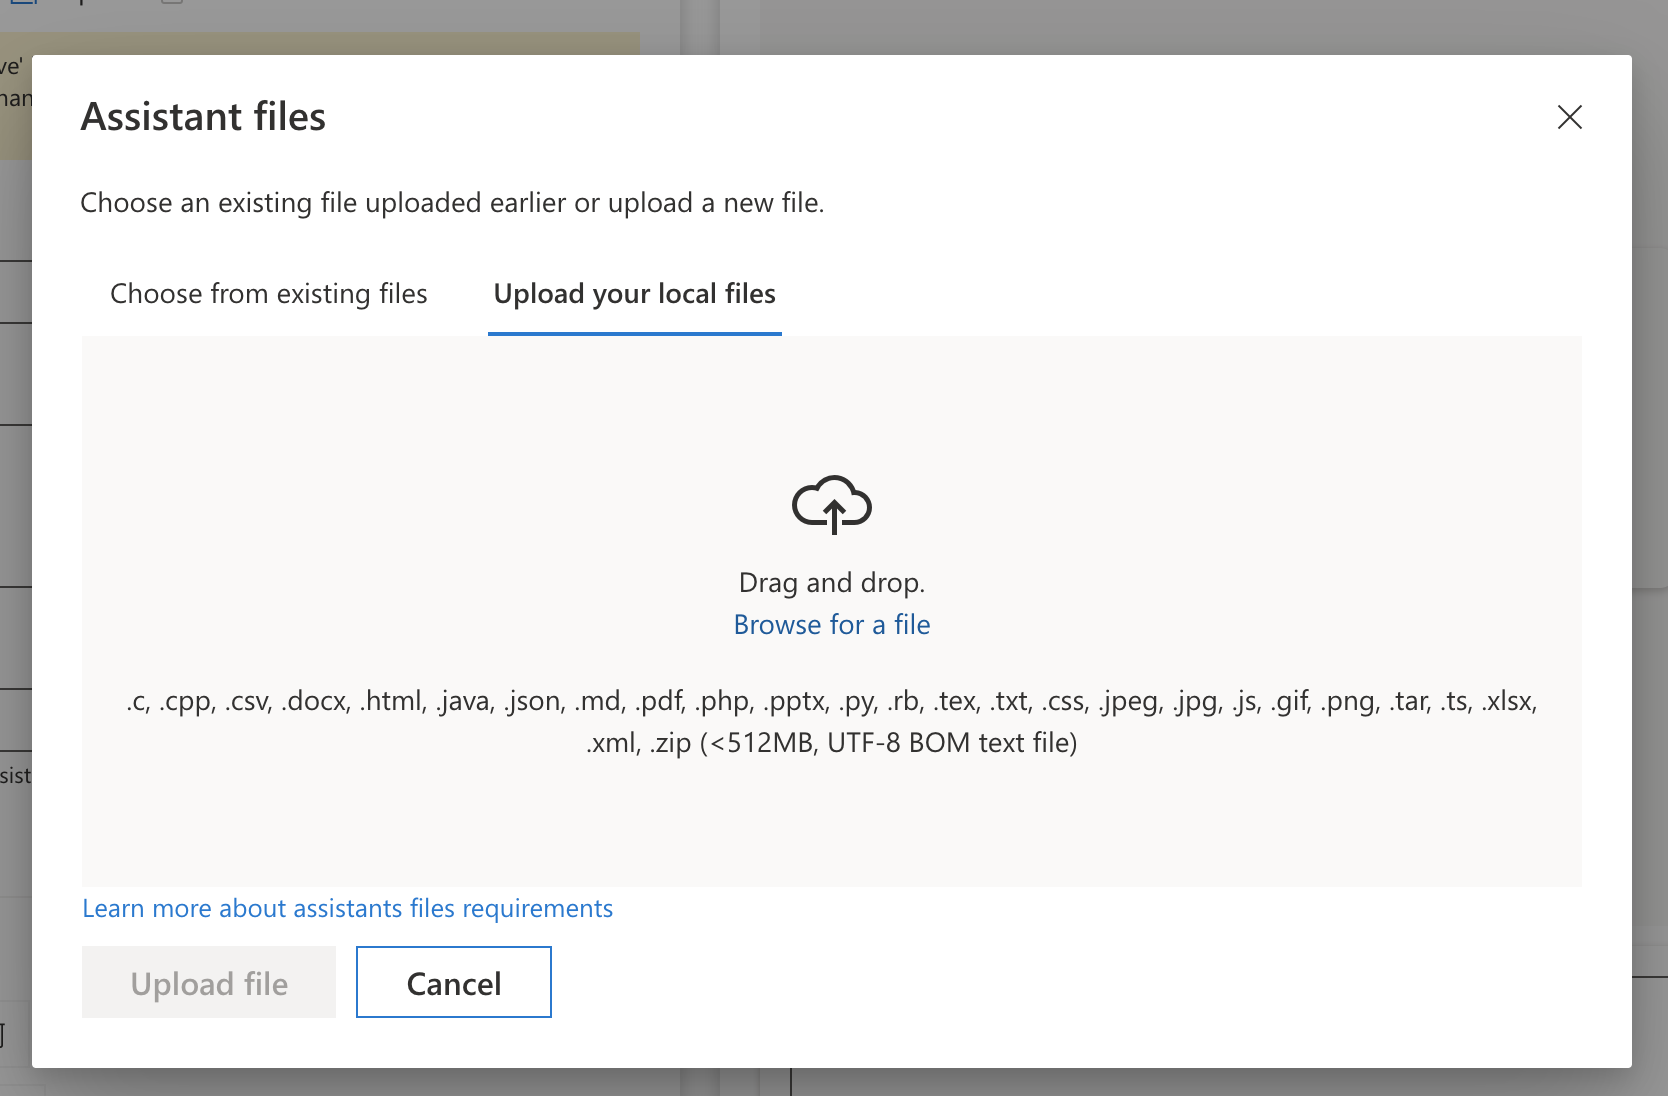 ve'
Assistant files
Choose an existing file uploaded earlier or upload a new file.
Choose from existing files
Upload your local files
Drag and drop.
Browse for a file
.c, .cpp, .csv, .docx, .html, .java, .json, .md, .pdf, .php, .pptx, .py, .rb, .tex, .txt, .css, .jpeg, .jpg, .js, .gif, .png, .tar, .ts, .xlsx,
.xml, .zip (<512MB, UTF-8 BOM text file)
sist
Learn more about assistants files requirements
Upload file
Cancel